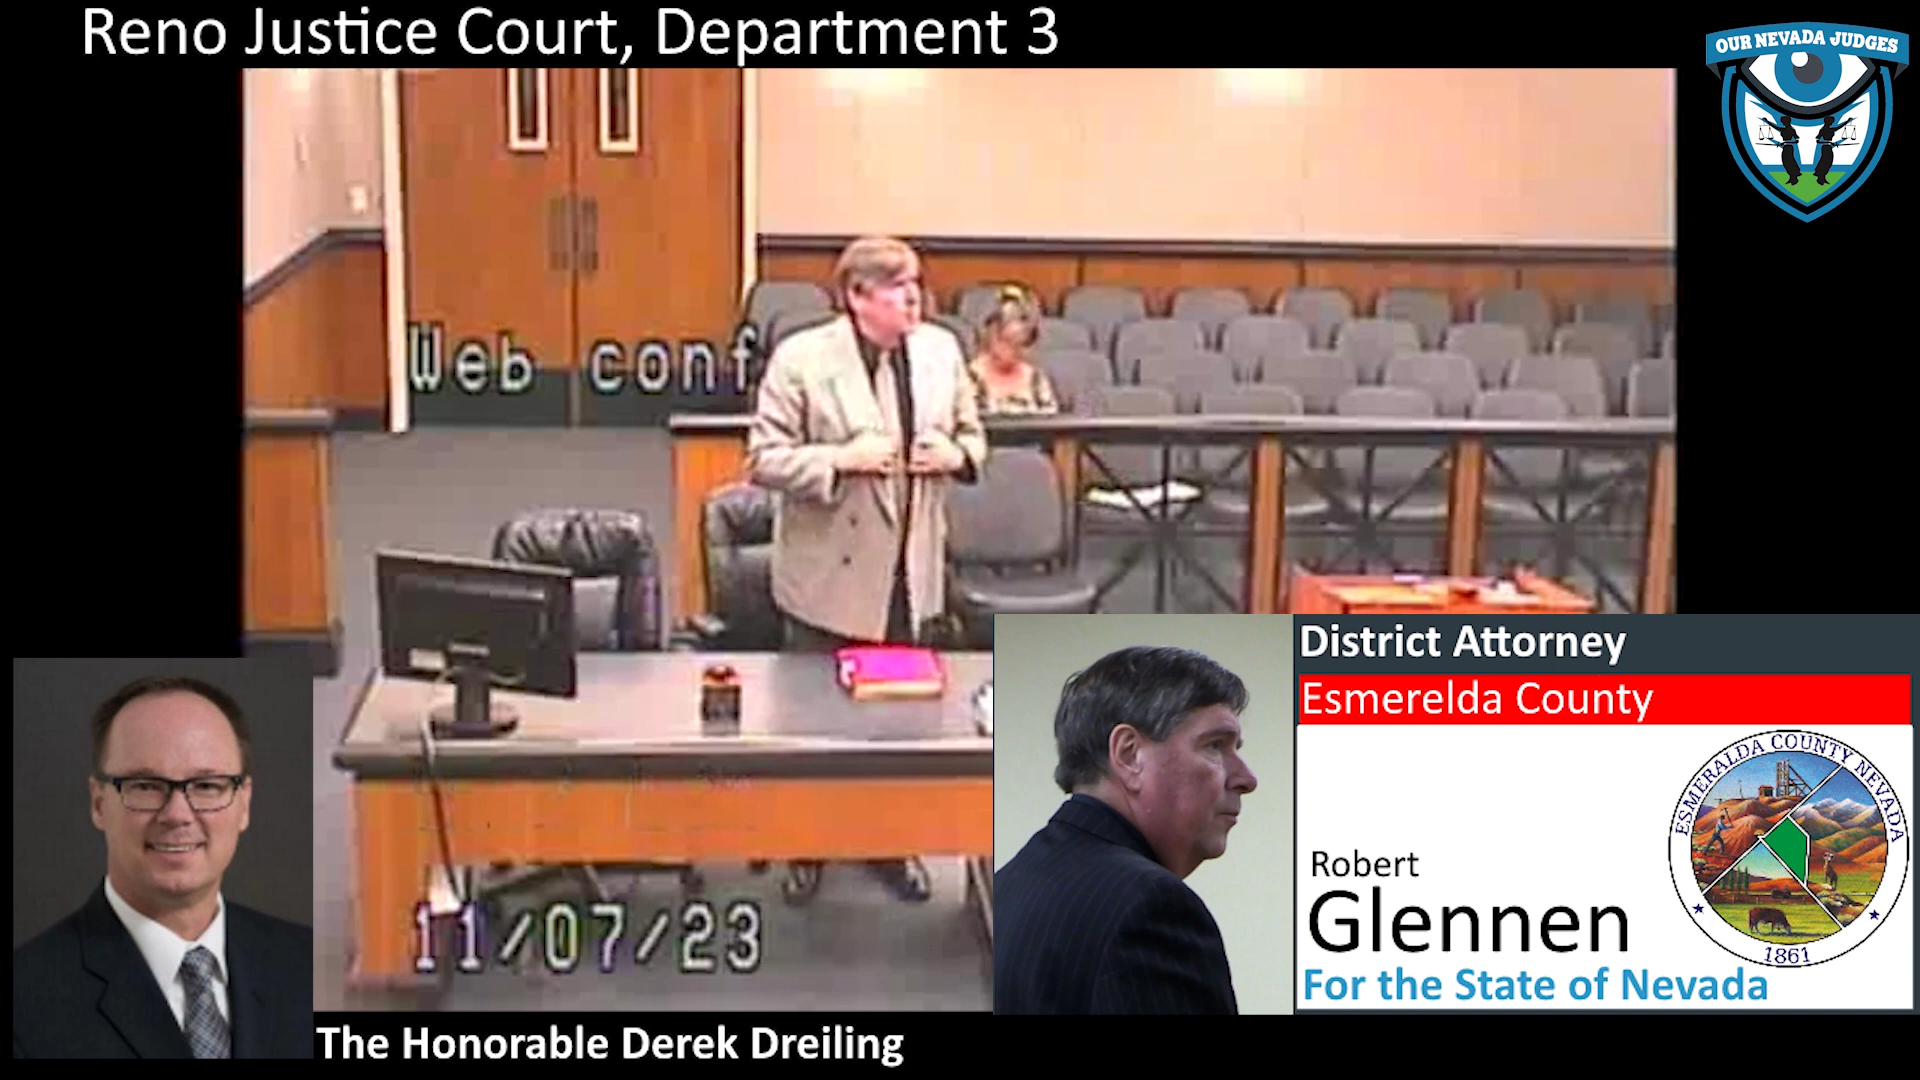 Reno Justice Court, Department 3
OUR NEVADA JUDGES
Web conf
District Attorney
Esmerelda County
ESMERALDA COUNTY NEVADA
1861
Robert
Glennen
For the State of Nevada
11/07/23
The Honorable Derek Dreiling